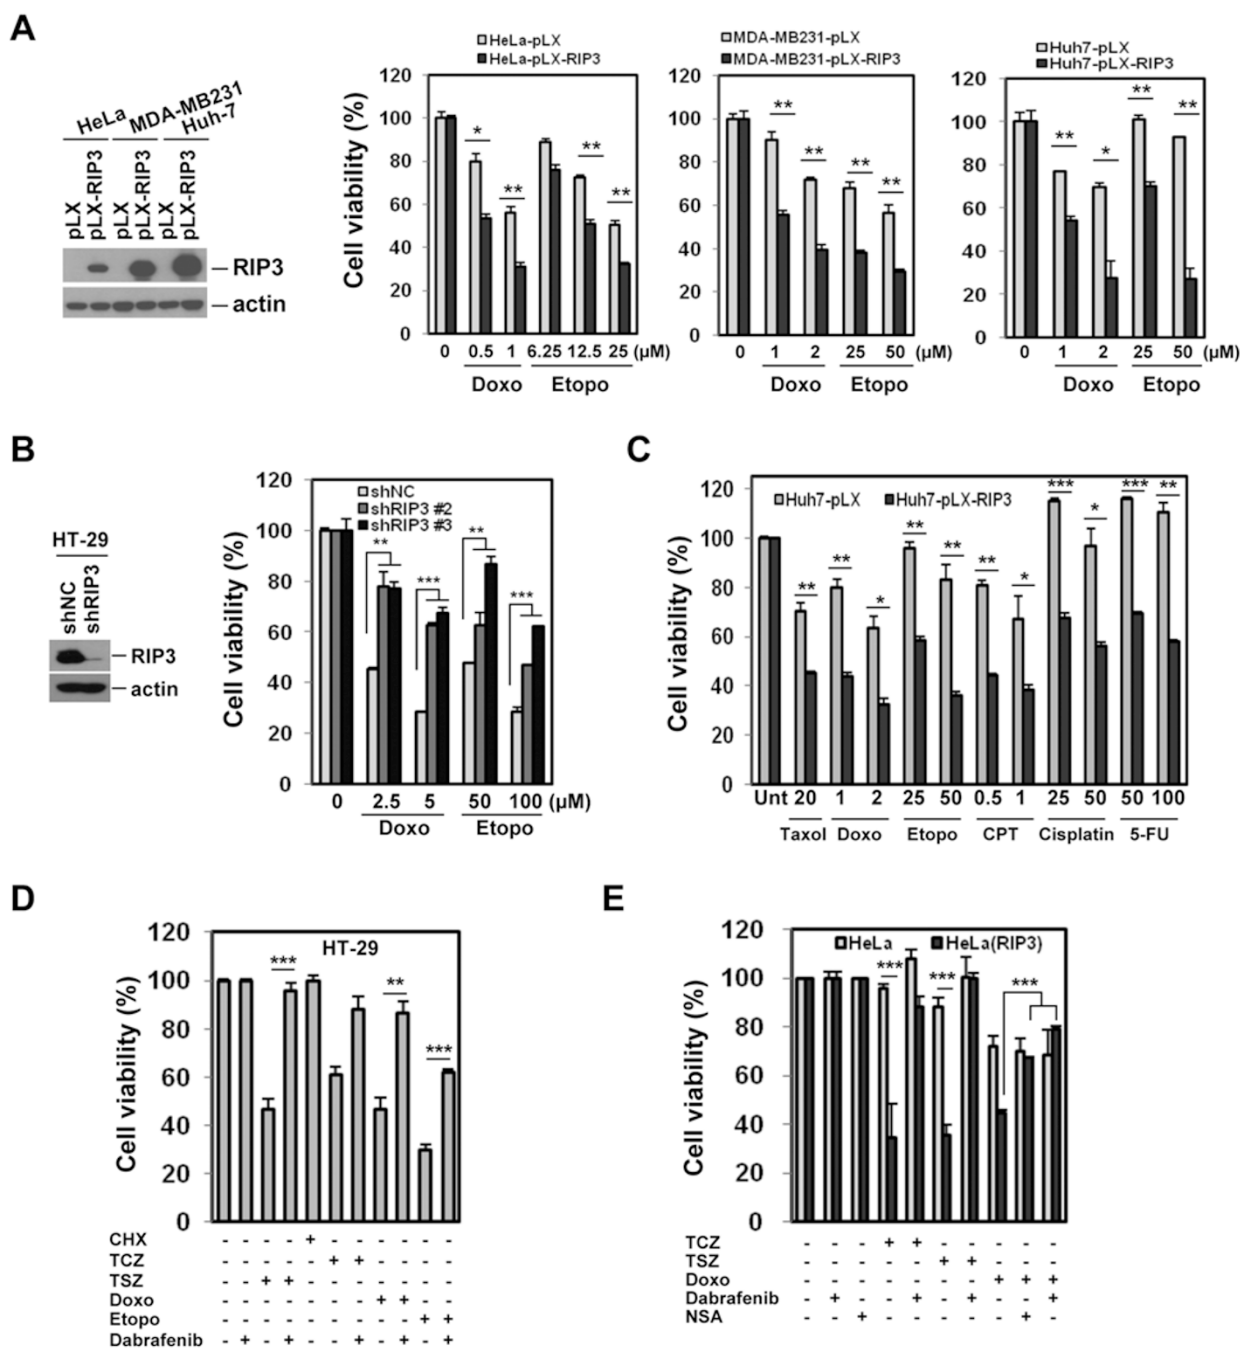 A
HeLa
MDA-MB231
Huh-7
pLX
pLX-RIP3
pLX
pLX-RIP3
pLX
pLX-RIP3
RIP3
actin
HeLa-pLX
HeLa-pLX-RIP3
Cell viability (%)
120
100
80
60
40
20
0
*
**
**
**
0 0.5 1 6.25 12.5 25 (μM)
Doxo Etopo
MDA-MB231-pLX
MDA-MB231-pLX-RIP3
120
100
80
60
40
20
0
**
**
**
**
0 1 2 25 50 (μM)
Doxo Etopo
Huh7-pLX
Huh7-pLX-RIP3
120
100
80
60
40
20
0
**
*
**
**
0 1 2 25 50 (μM)
Doxo Etopo
B
HT-29
shNC
shRIP3
RIP3
actin
Cell viability (%)
120
100
80
60
40
20
0
shNC
shRIP3 #2
shRIP3 #3
**
***
**
***
0 2.5 5 50 100 (μM)
Doxo Etopo
C
Cell viability (%)
120
100
80
60
40
20
0
Huh7-pLX Huh7-pLX-RIP3
**
**
*
**
**
**
*
***
*
***
**
Unt 20 1 2 25 50 0.5 1 25 50 50 100
Taxol Doxo Etopo CPT Cisplatin 5-FU
D
Cell viability (%)
120
100
80
60
40
20
0
HT-29
***
**
***
CHX - - - - + - - - - - -
TCZ - - - - - + + - - - -
TSZ - - + + - - - - - - -
Doxo - - - - - - - + + - -
Etopo - - - - - - - - - + +
Dabrafenib - + - + - - + - + - +
E
Cell viability (%)
120
100
80
60
40
20
0
HeLa HeLa(RIP3)
***
***
***
TCZ - - - + + - - - - -
TSZ - - - - - + + - - -
Doxo - - - - - - - + + +
Dabrafenib - + - - + - + - - +
NSA - - + - - - - - + -